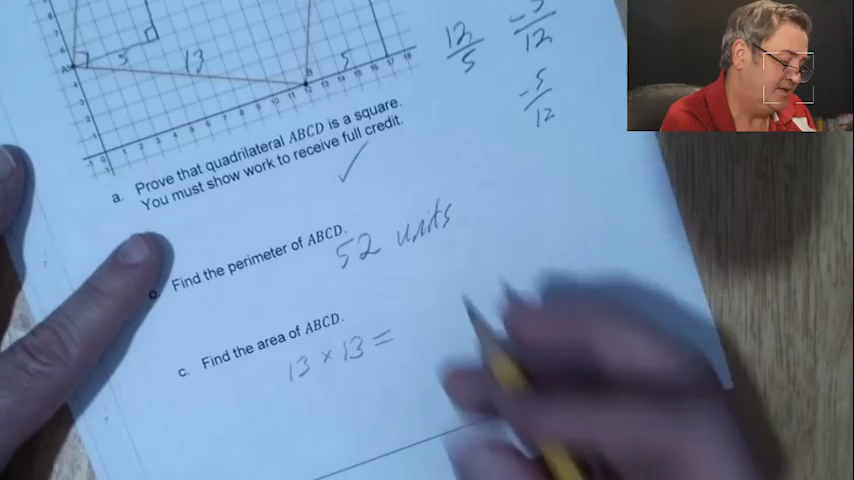 12/5
-5/12
-5/12
5
13
5
a. Prove that quadrilateral ABCD is a square.
You must show work to receive full credit.
Find the perimeter of ABCD.
52 units
c. Find the area of ABCD.
13 × 13 =